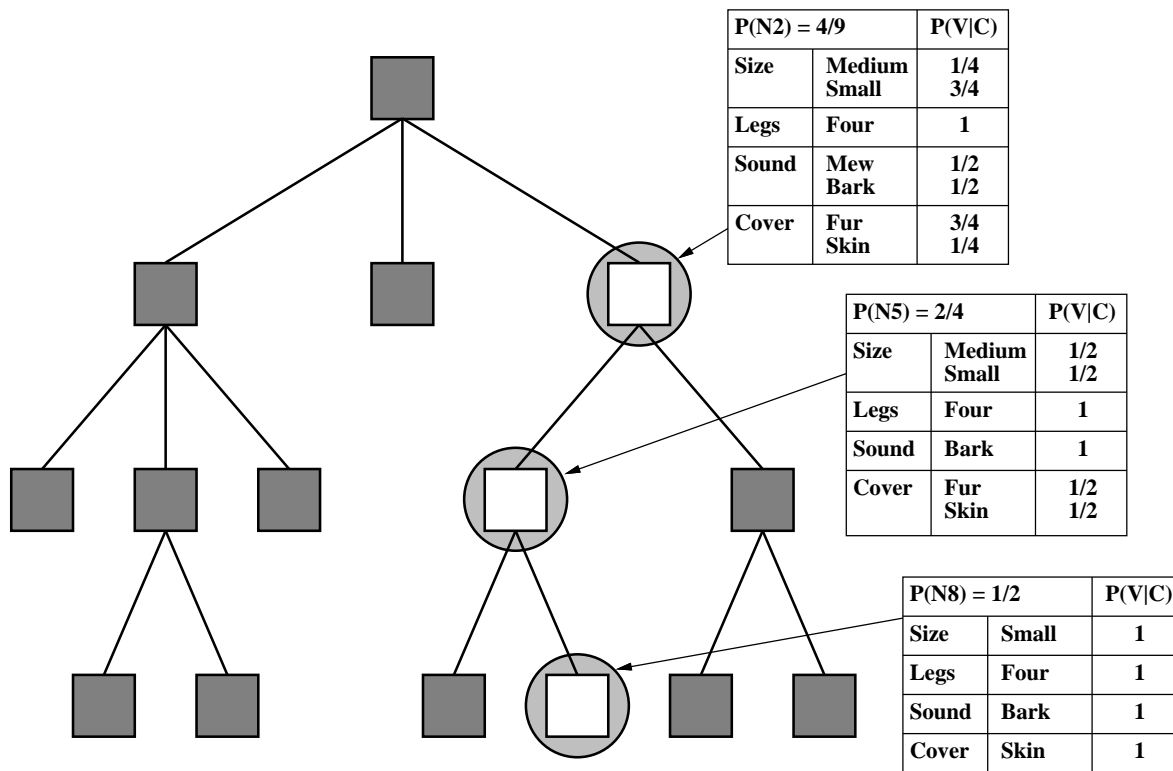 P(N2) = 4/9 P(V|C)
Size Medium 1/4
Small 3/4
Legs Four 1
Sound Mew 1/2
Bark 1/2
Cover Fur 3/4
Skin 1/4
P(N5) = 2/4 P(V|C)
Size Medium 1/2
Small 1/2
Legs Four 1
Sound Bark 1
Cover Fur 1/2
Skin 1/2
P(N8) = 1/2 P(V|C)
Size Small 1
Legs Four 1
Sound Bark 1
Cover Skin 1